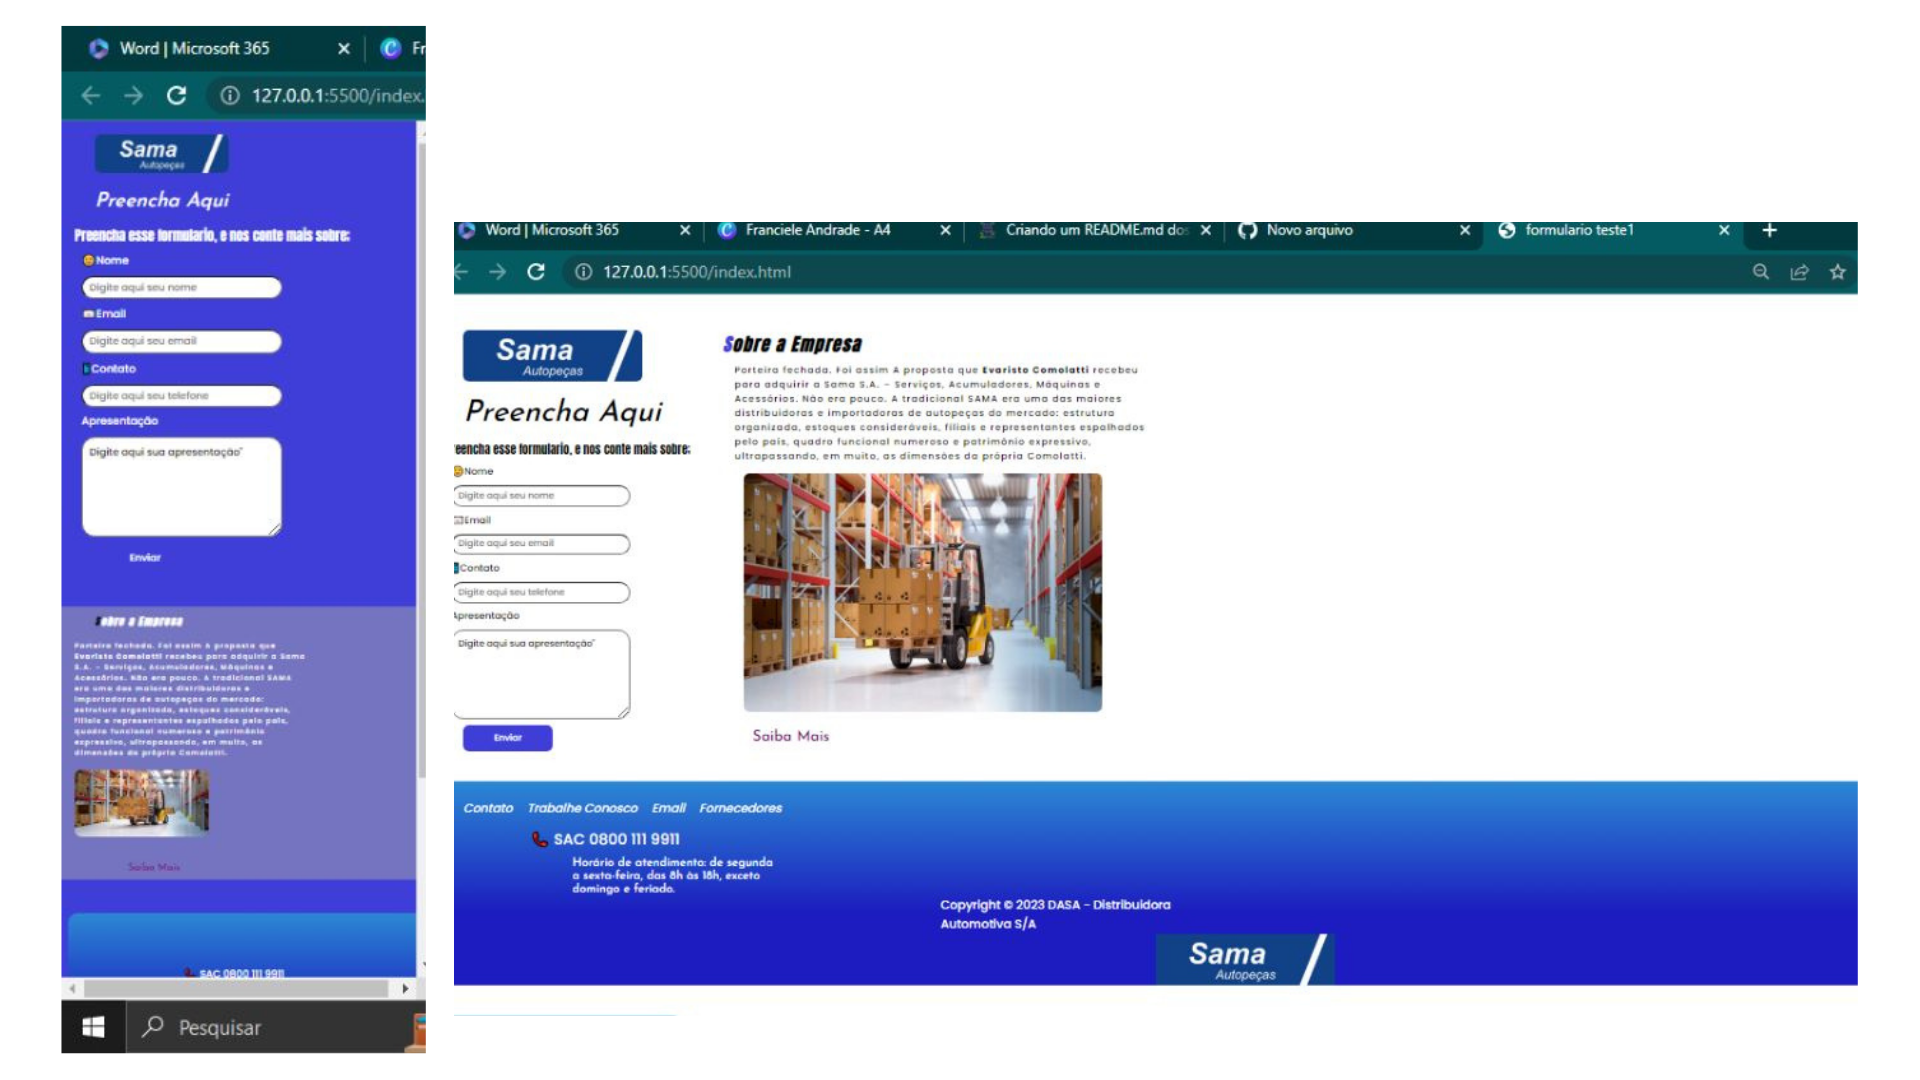 Word | Microsoft 365
Fr
127.0.0.1:5500/index.
Sama
Autopeças
Preencha Aqui
Preencha esse formulario, e nos conte mais sobre:
Nome
Digite aqui seu nome
Email
Digite aqui seu email
Contato
Digite aqui seu telefone
Apresentação
Digite aqui sua apresentação"
Enviar
Sobre a Empresa
Porteira fechada. Foi assim A proposta que
Evaristo Comolatti recebeu para adquirir a Sama
S.A. – Serviços, Acumuladores, Máquinas e
Acessórios. Não era pouco. A tradicional SAMA
era uma das maiores distribuidoras e
importadoras de autopeças do mercado:
estrutura organizada, estoques consideráveis,
filiais e representantes espalhados pelo país,
quadro funcional numeroso e patrimônio
expressivo, ultrapassando, em muito, as
dimensões da própria Comolatti.
Saiba Mais
SAC 0800 111 9911
Pesquisar
Word | Microsoft 365
Franciele Andrade - A4
Criando um README.md dos
Novo arquivo
formulario teste1
127.0.0.1:5500/index.html
Sama
Autopeças
Preencha Aqui
reencha esse formulario, e nos conte mais sobre:
Nome
Digite aqui seu nome
Email
Digite aqui seu email
Contato
Digite aqui seu telefone
Apresentação
Digite aqui sua apresentação"
Enviar
Sobre a Empresa
Porteira fechada. Foi assim A proposta que Evaristo Comolatti recebeu
para adquirir a Sama S.A. – Serviços, Acumuladores, Máquinas e
Acessórios. Não era pouco. A tradicional SAMA era uma das maiores
distribuidoras e importadoras de autopeças do mercado: estrutura
organizada, estoques consideráveis, filiais e representantes espalhados
pelo país, quadro funcional numeroso e patrimônio expressivo,
ultrapassando, em muito, as dimensões da própria Comolatti.
Saiba Mais
Contato Trabalhe Conosco Email Fornecedores
SAC 0800 111 9911
Horário de atendimento: de segunda
a sexta-feira, das 8h às 18h, exceto
domingo e feriado.
Copyright © 2023 DASA - Distribuidora
Automotiva S/A
Sama
Autopeças